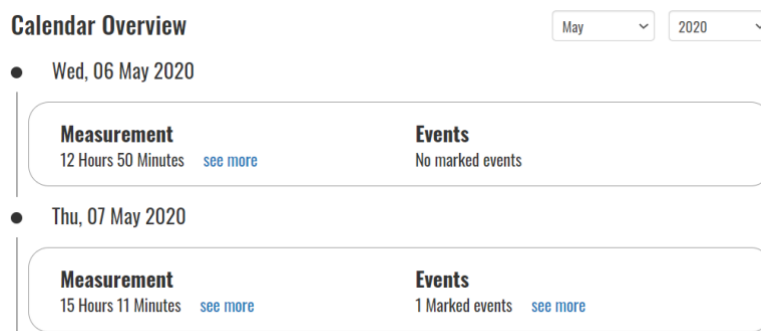 Calendar Overview
May 2020
Wed, 06 May 2020
Measurement Events
12 Hours 50 Minutes see more No marked events
Thu, 07 May 2020
Measurement Events
15 Hours 11 Minutes see more 1 Marked events see more